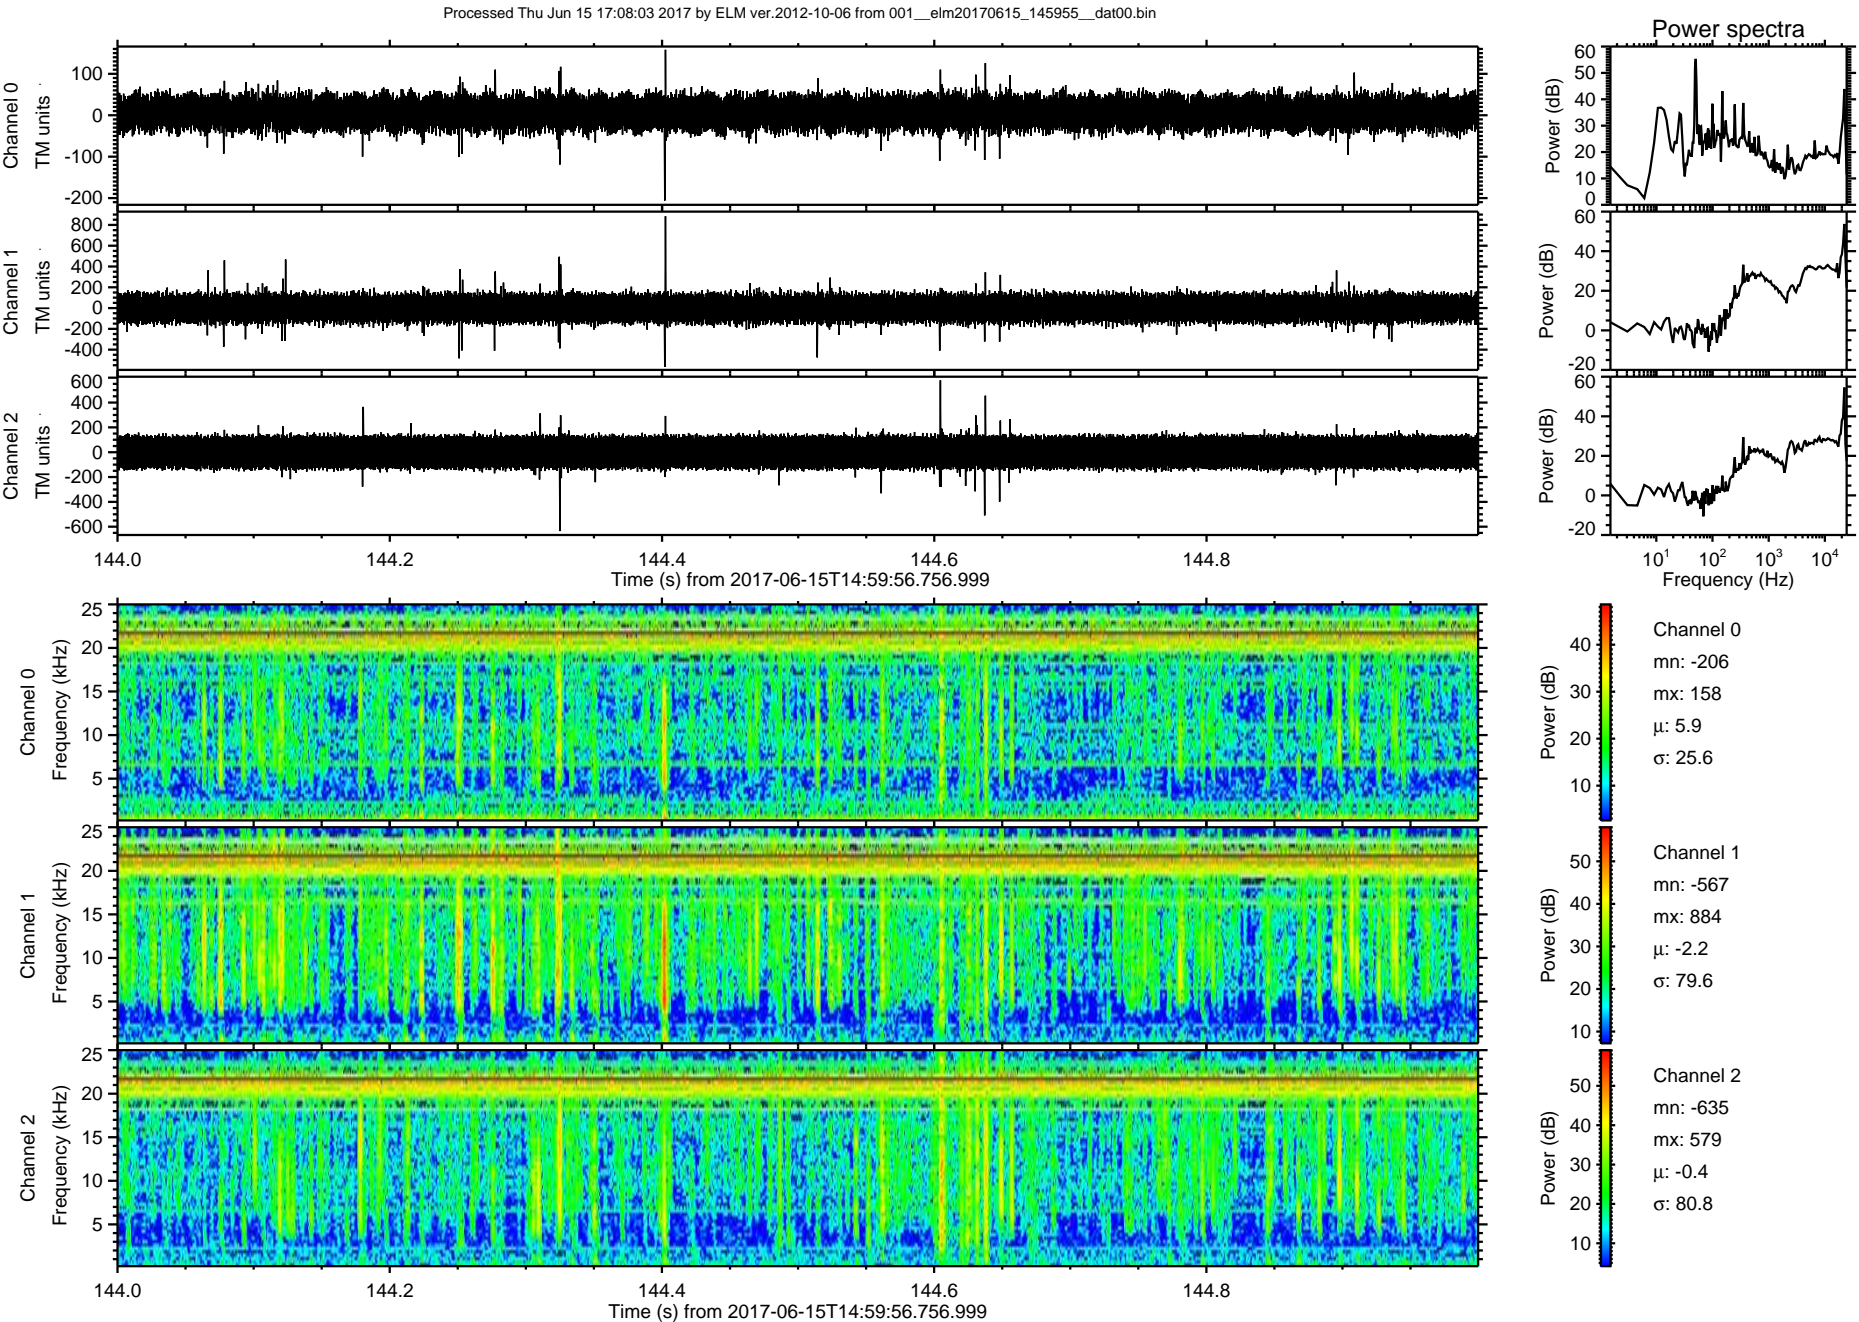 Processed Thu Jun 15 17:08:03 2017 by ELM ver.2012-10-06 from 001__elm20170615_145955__dat00.bin
Power spectra
Channel 0
TM units
100
0
-100
-200
Power (dB)
60
50
40
30
20
10
0
Channel 1
TM units
800
600
400
200
0
-200
-400
Power (dB)
60
40
20
0
-20
Channel 2
TM units
600
400
200
0
-200
-400
-600
Power (dB)
60
40
20
0
-20
144.0
144.2
144.4
144.6
144.8
Time (s) from 2017-06-15T14:59:56.756.999
10^1
10^2
10^3
10^4
Frequency (Hz)
Channel 0
Frequency (kHz)
25
20
15
10
5
Power (dB)
40
30
20
10
Channel 0
mn: -206
mx: 158
μ: 5.9
σ: 25.6
Channel 1
Frequency (kHz)
25
20
15
10
5
Power (dB)
50
40
30
20
10
Channel 1
mn: -567
mx: 884
μ: -2.2
σ: 79.6
Channel 2
Frequency (kHz)
25
20
15
10
5
Power (dB)
50
40
30
20
10
Channel 2
mn: -635
mx: 579
μ: -0.4
σ: 80.8
144.0
144.2
144.4
144.6
144.8
Time (s) from 2017-06-15T14:59:56.756.999